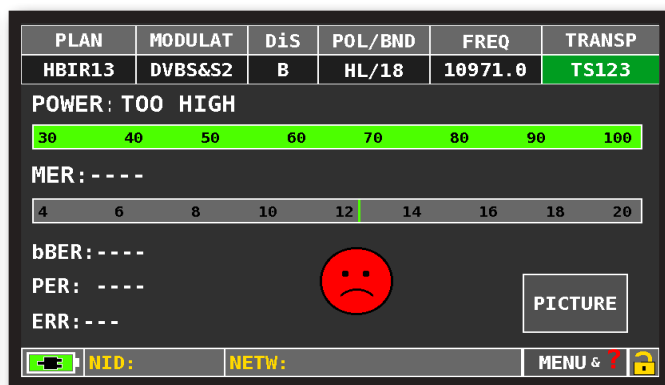 PLAN MODULAT DiS POL/BND FREQ TRANSP
HBIR13 DVBS&S2 B HL/18 10971.0 TS123
POWER: TOO HIGH
30 40 50 60 70 80 90 100
MER:----
4 6 8 10 12 14 16 18 20
bBER:----
PER: ----
PICTURE
ERR:---
NID: NETW: MENU & ?